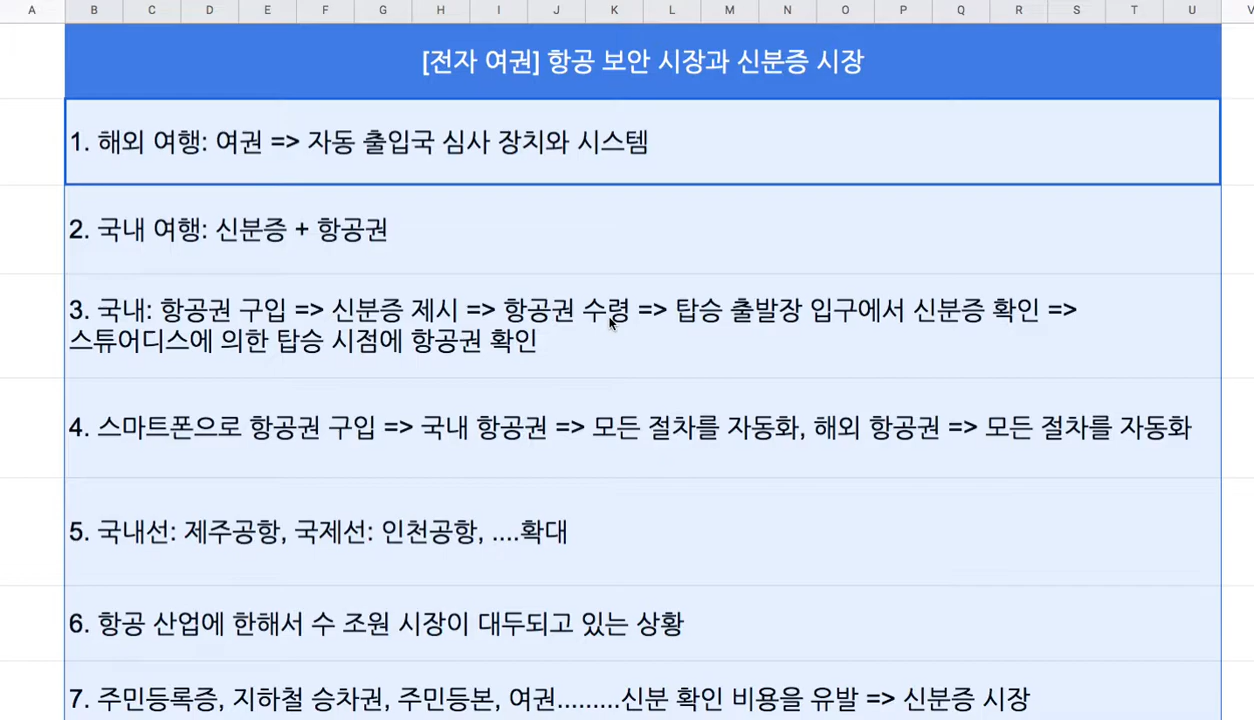 A B C D E F G H I J K L M N O P Q R S T U V
[전자 여권] 항공 보안 시장과 신분증 시장
1. 해외 여행: 여권 => 자동 출입국 심사 장치와 시스템
2. 국내 여행: 신분증 + 항공권
3. 국내: 항공권 구입 => 신분증 제시 => 항공권 수령 => 탑승 출발장 입구에서 신분증 확인 =>
스튜어디스에 의한 탑승 시점에 항공권 확인
4. 스마트폰으로 항공권 구입 => 국내 항공권 => 모든 절차를 자동화, 해외 항공권 => 모든 절차를 자동화
5. 국내선: 제주공항, 국제선: 인천공항, ....확대
6. 항공 산업에 한해서 수 조원 시장이 대두되고 있는 상황
7. 주민등록증, 지하철 승차권, 주민등본, 여권.........신분 확인 비용을 유발 => 신분증 시장